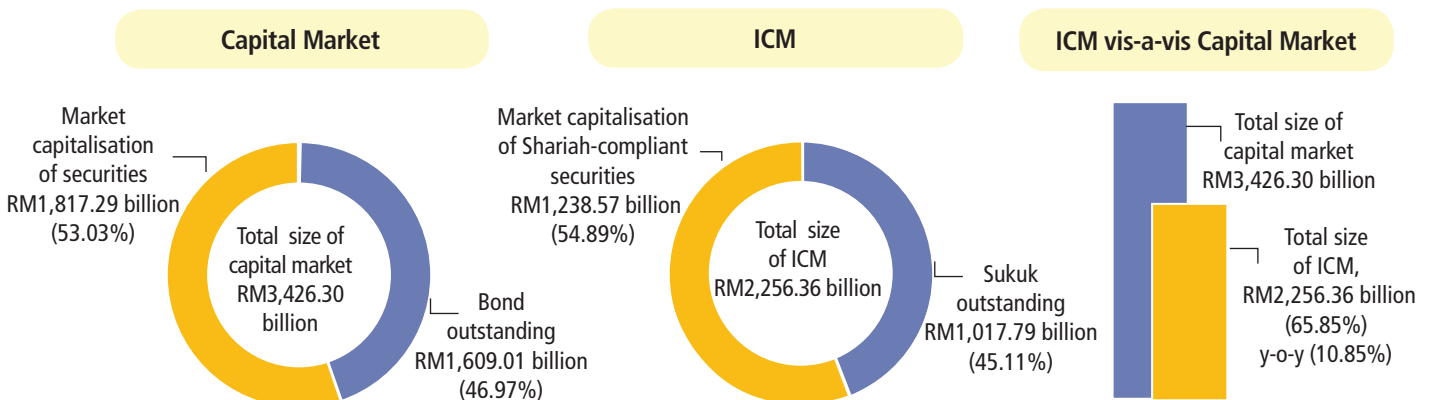 Capital Market
Market
capitalisation
of securities
RM1,817.29 billion
(53.03%)
Total size of
capital market
RM3,426.30
billion
Bond
outstanding
RM1,609.01 billion
(46.97%)
ICM
Market capitalisation
of Shariah-compliant
securities
RM1,238.57 billion
(54.89%)
Total size
of ICM
RM2,256.36 billion
Sukuk
outstanding
RM1,017.79 billion
(45.11%)
ICM vis-a-vis Capital Market
Total size of
capital market
RM3,426.30 billion
Total size
of ICM,
RM2,256.36 billion
(65.85%)
y-o-y (10.85%)